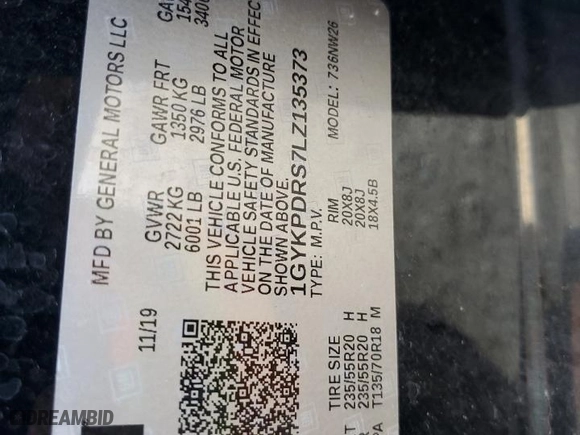 MFD BY GENERAL MOTORS LLC
11/19
GVWR
2722 KG
6001 LB
GAWR FRT
1350 KG
2976 LB
THIS VEHICLE CONFORMS TO ALL
APPLICABLE U.S. FEDERAL MOTOR
VEHICLE SAFETY STANDARDS IN EFFEC
ON THE DATE OF MANUFACTURE
SHOWN ABOVE.
1GYKPDRS7LZ135373
TYPE: M.P.V.
MODEL: 736NW26
TIRE SIZE
RIM
235/55R20 H
20X8J
235/55R20 H
20X8J
T135/70R18 M
18X4.5B